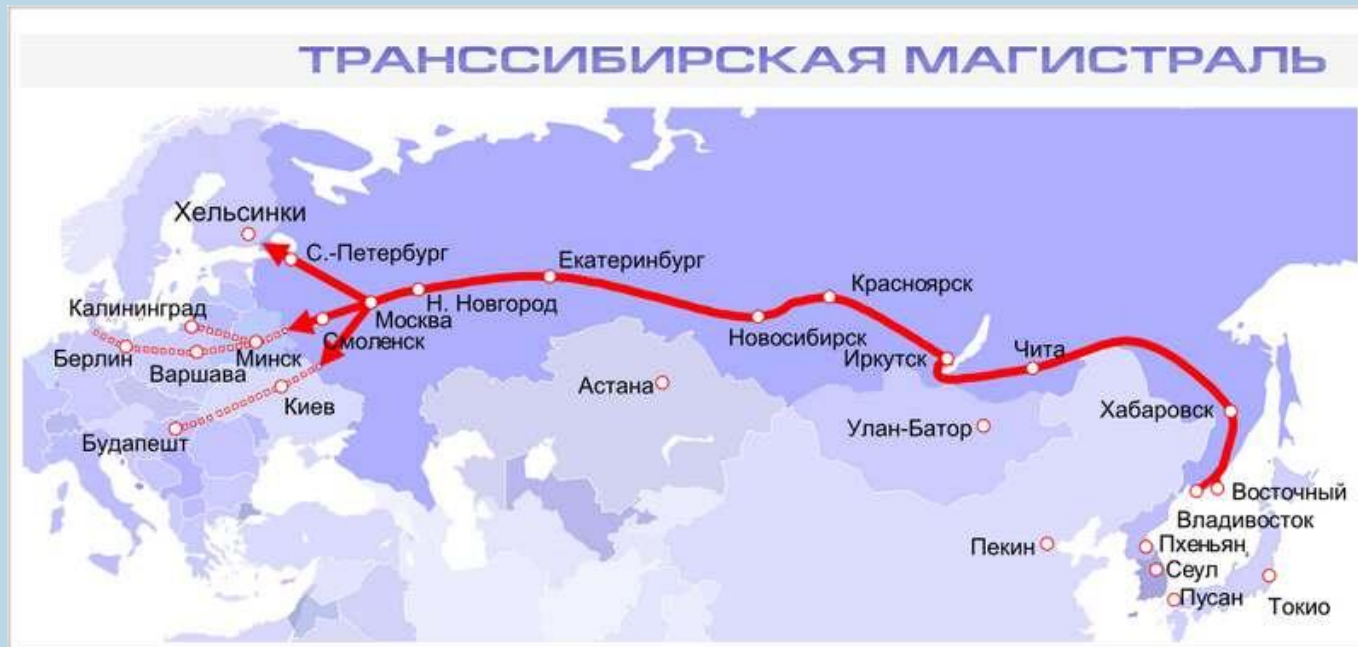 ТРАНССИБИРСКАЯ МАГИСТРАЛЬ
Хельсинки
С.-Петербург
Екатеринбург
Красноярск
Калининград
Н. Новгород
Москва
Новосибирск
Смоленск
Берлин
Минск
Варшава
Иркутск
Чита
Астана
Киев
Хабаровск
Улан-Батор
Будапешт
Восточный
Владивосток
Пекин
Пхеньян
Сеул
Пусан
Токио